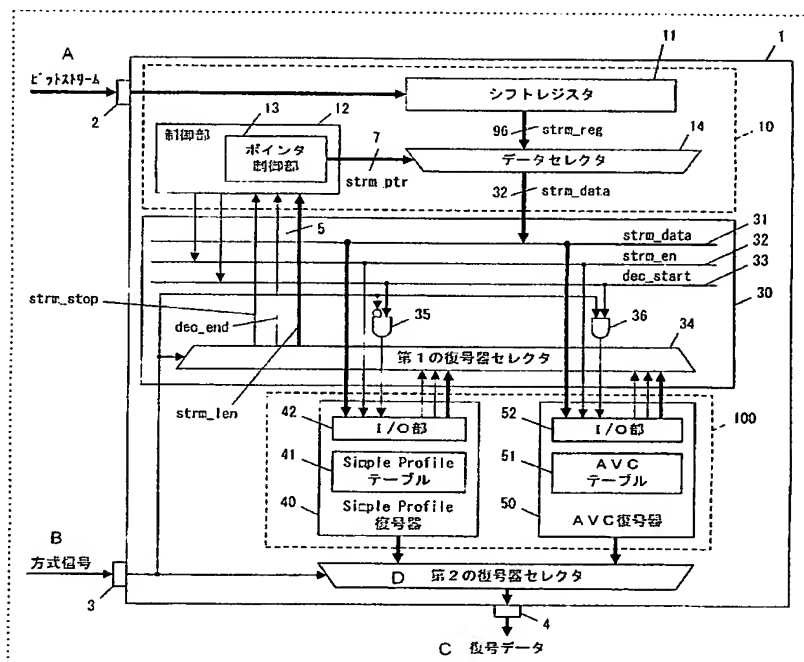 A
ビットストリーム
2
11
1
シフトレジスタ
10
13
12
制御部
ポインタ
制御部
7
strm_ptr
96
strm_reg
14
データセレクタ
32
strm_data
5
strm_data
31
strm_en
32
dec_start
33
30
strm_stop
dec_end
35
36
34
第1の復号器セレクタ
strm_len
42
I/O部
52
I/O部
100
41
Simple Profile
テーブル
51
AVC
テーブル
40
Simple Profile
復号器
50
AVC復号器
B
方式信号
3
D 第2の復号器セレクタ
4
C 復号データ